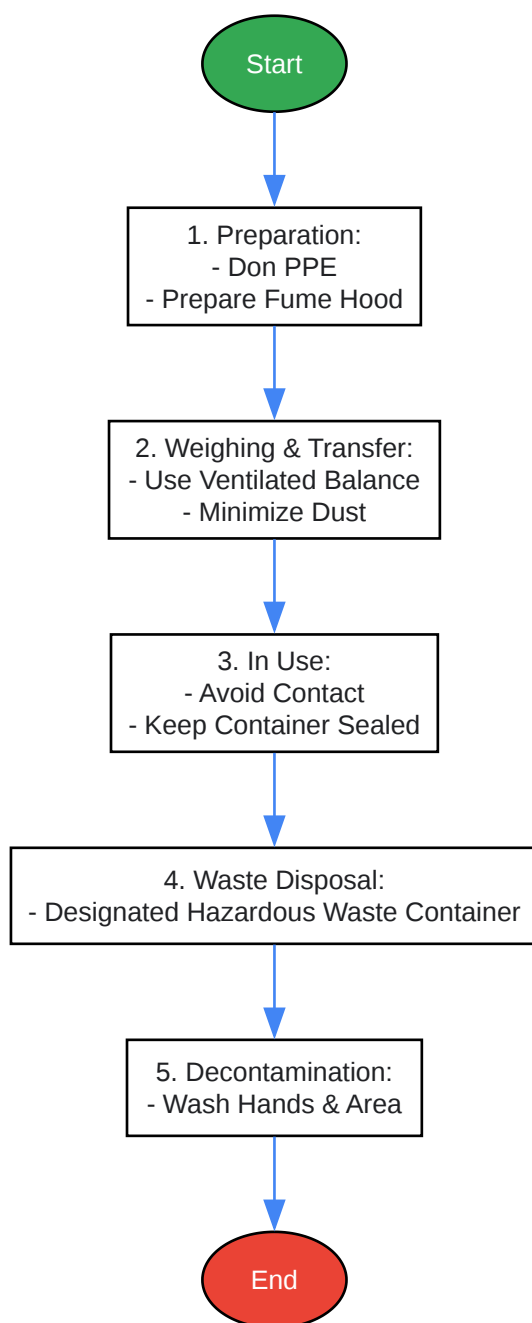 Start
1. Preparation:
- Don PPE
- Prepare Fume Hood
2. Weighing & Transfer:
- Use Ventilated Balance
- Minimize Dust
3. In Use:
- Avoid Contact
- Keep Container Sealed
4. Waste Disposal:
- Designated Hazardous Waste Container
5. Decontamination:
- Wash Hands & Area
End